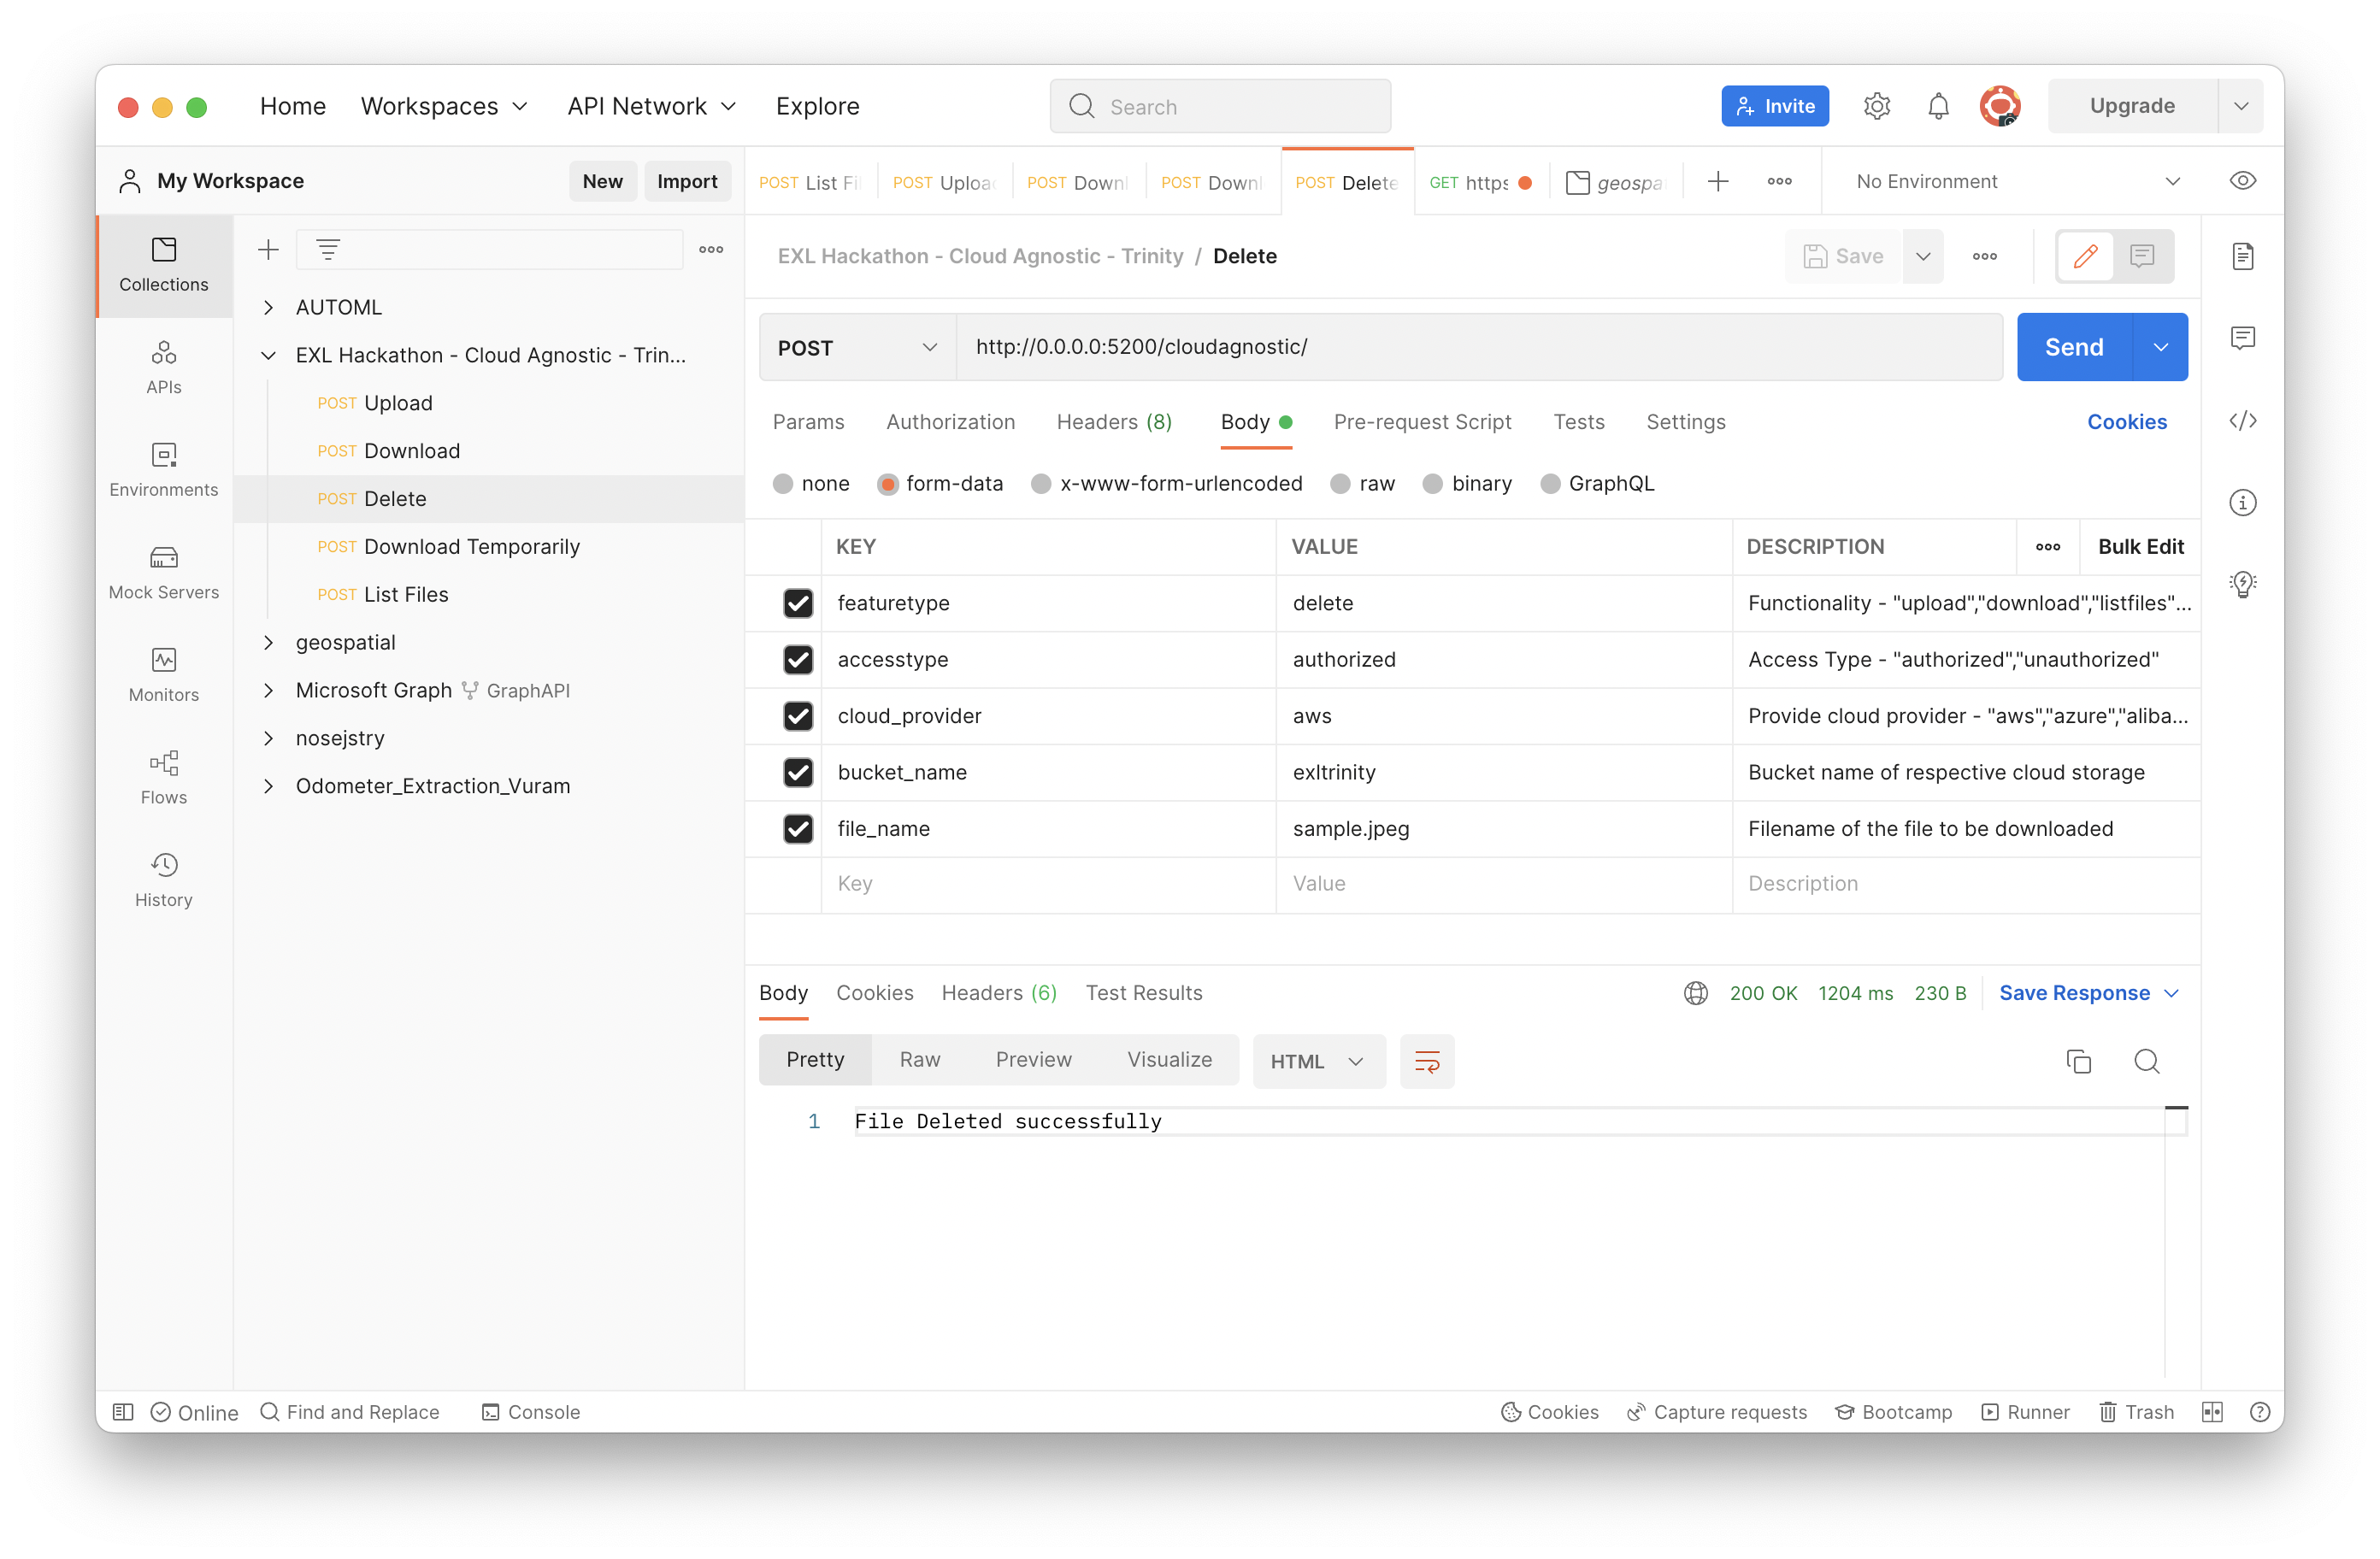 Home Workspaces API Network Explore Search Invite Upgrade
My Workspace New Import
POST List Fi POST Uploa POST Downl POST Downl POST Delete GET https geospa No Environment
Collections
APIs
Environments
Mock Servers
Monitors
Flows
History
AUTOML
EXL Hackathon - Cloud Agnostic - Trin...
POST Upload
POST Download
POST Delete
POST Download Temporarily
POST List Files
geospatial
Microsoft Graph GraphAPI
nosejstry
Odometer_Extraction_Vuram
EXL Hackathon - Cloud Agnostic - Trinity / Delete Save
POST http://0.0.0.0:5200/cloudagnostic/ Send
Params Authorization Headers (8) Body Pre-request Script Tests Settings Cookies
none form-data x-www-form-urlencoded raw binary GraphQL
KEY VALUE DESCRIPTION Bulk Edit
featuretype delete Functionality - "upload","download","listfiles"...
accesstype authorized Access Type - "authorized","unauthorized"
cloud_provider aws Provide cloud provider - "aws","azure","aliba...
bucket_name exltrinity Bucket name of respective cloud storage
file_name sample.jpeg Filename of the file to be downloaded
Key Value Description
Body Cookies Headers (6) Test Results 200 OK 1204 ms 230 B Save Response
Pretty Raw Preview Visualize HTML
1 File Deleted successfully
Online Find and Replace Console Cookies Capture requests Bootcamp Runner Trash